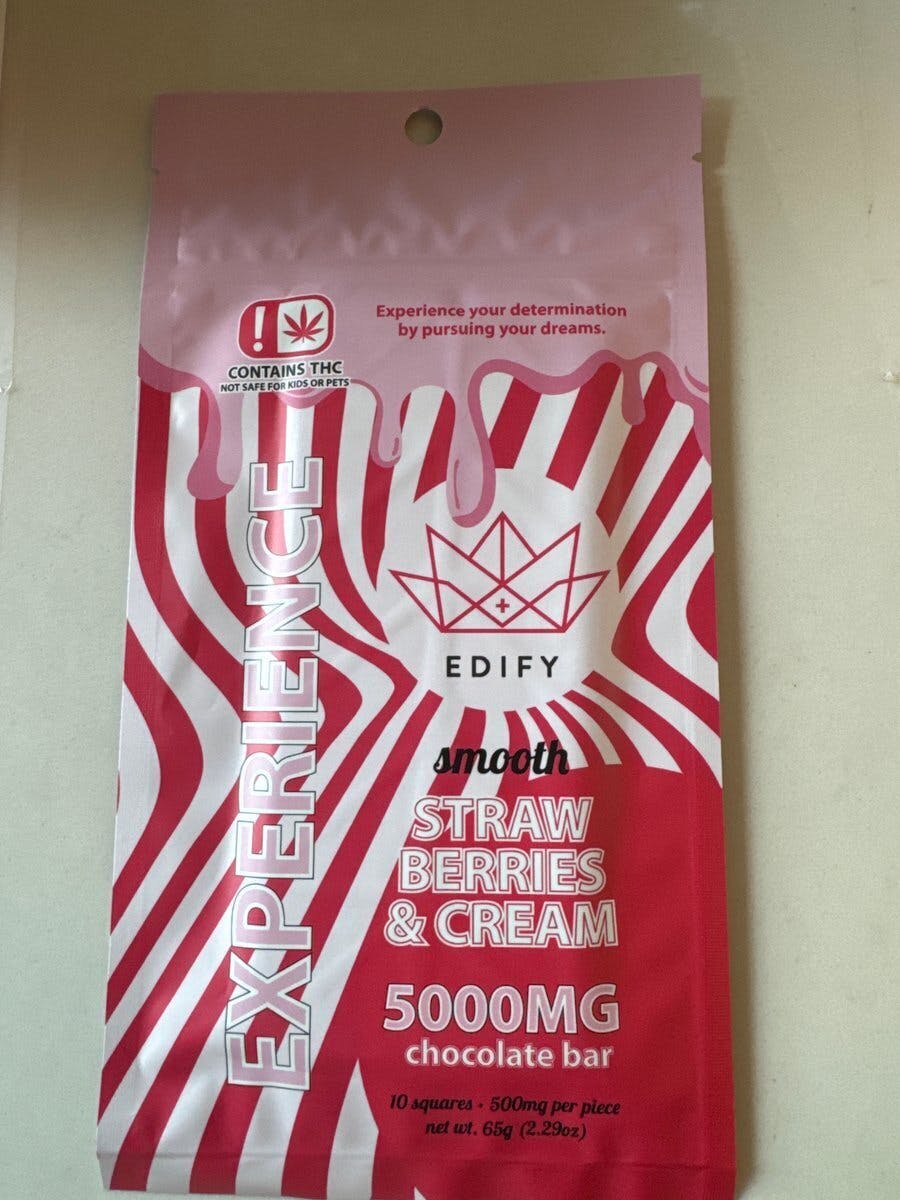 Experience your determination
by pursuing your dreams.
!
CONTAINS THC
NOT SAFE FOR KIDS OR PETS
EXPERIENCE
EDIFY
smooth
STRAW
BERRIES
& CREAM
5000MG
chocolate bar
10 squares • 500mg per piece
net wt. 65g (2.29oz)